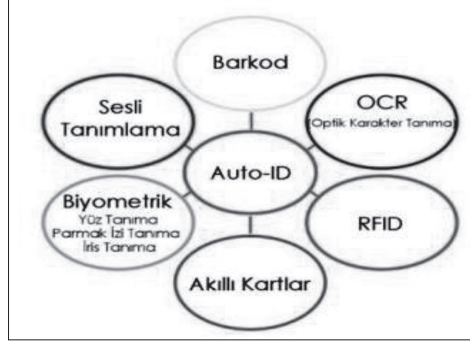 Barkod
OCR
(Optik Karakter Tanıma)
Sesli
Tanımlama
Auto-ID
Biyometrik
Yüz Tanıma
Parmak İzi Tanıma
İris Tanıma
RFID
Akıllı Kartlar